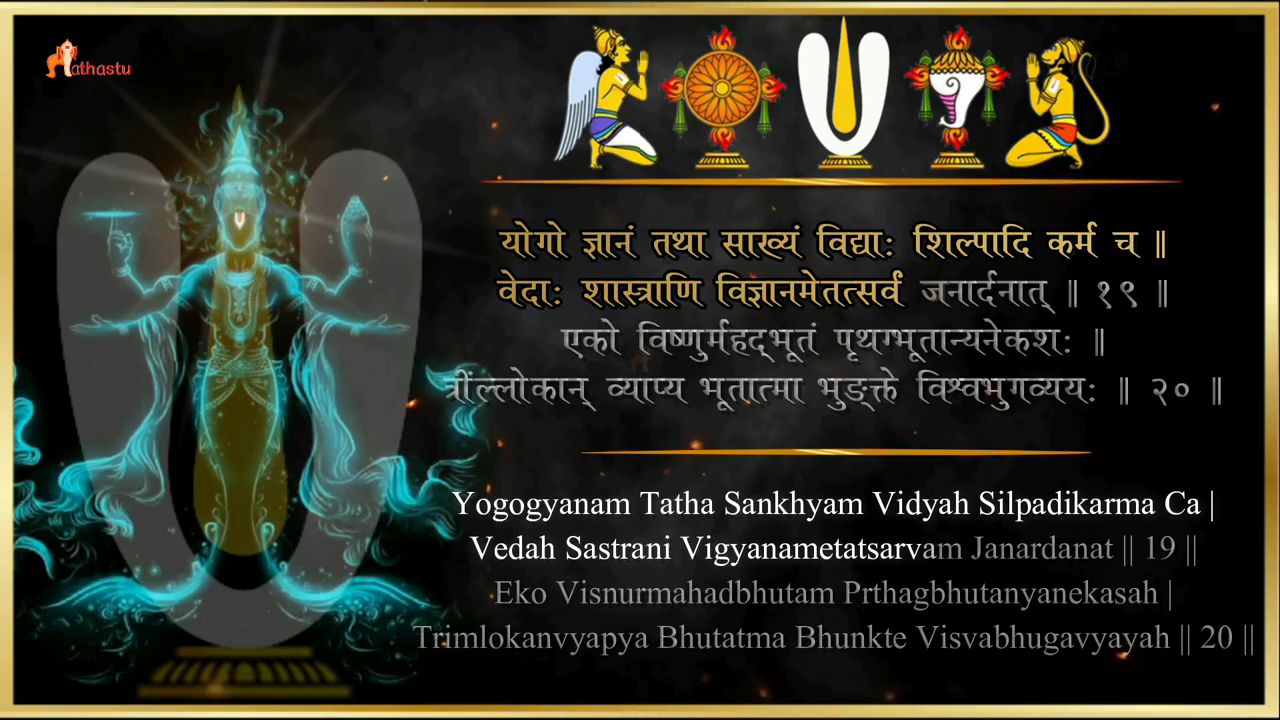 athastu
योगो ज्ञानं तथा साख्यं विद्याः शिल्पादि कर्म च ॥
वेदाः शास्त्राणि विज्ञानमेतत्सर्वं जनार्दनात् ॥ १९ ॥
एको विष्णुर्महद्भूतं पृथग्भूतान्यनेकशः ॥
त्रींल्लोकान् व्याप्य भूतात्मा भुङ्क्ते विश्वभुगव्ययः ॥ २० ॥
Yogogyanam Tatha Sankhyam Vidyah Silpadikarma Ca |
Vedah Sastrani Vigyanametatsarvam Janardanat || 19 ||
Eko Visnurmahadbhutam Prthagbhutanyanekasah |
Trimlokanvyapya Bhutatma Bhunkte Visvabhugavyayah || 20 ||